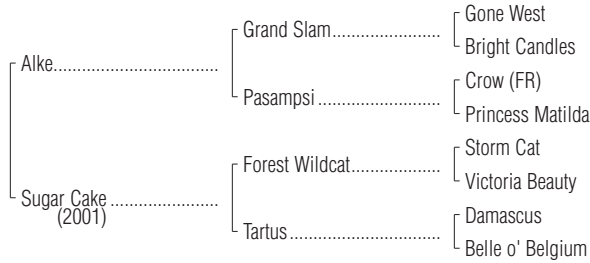 Gone West
Grand Slam
Bright Candles
Alke
Crow (FR)
Pasampsi
Princess Matilda
Storm Cat
Forest Wildcat
Victoria Beauty
Sugar Cake
(2001)
Damascus
Tartus
Belle o' Belgium